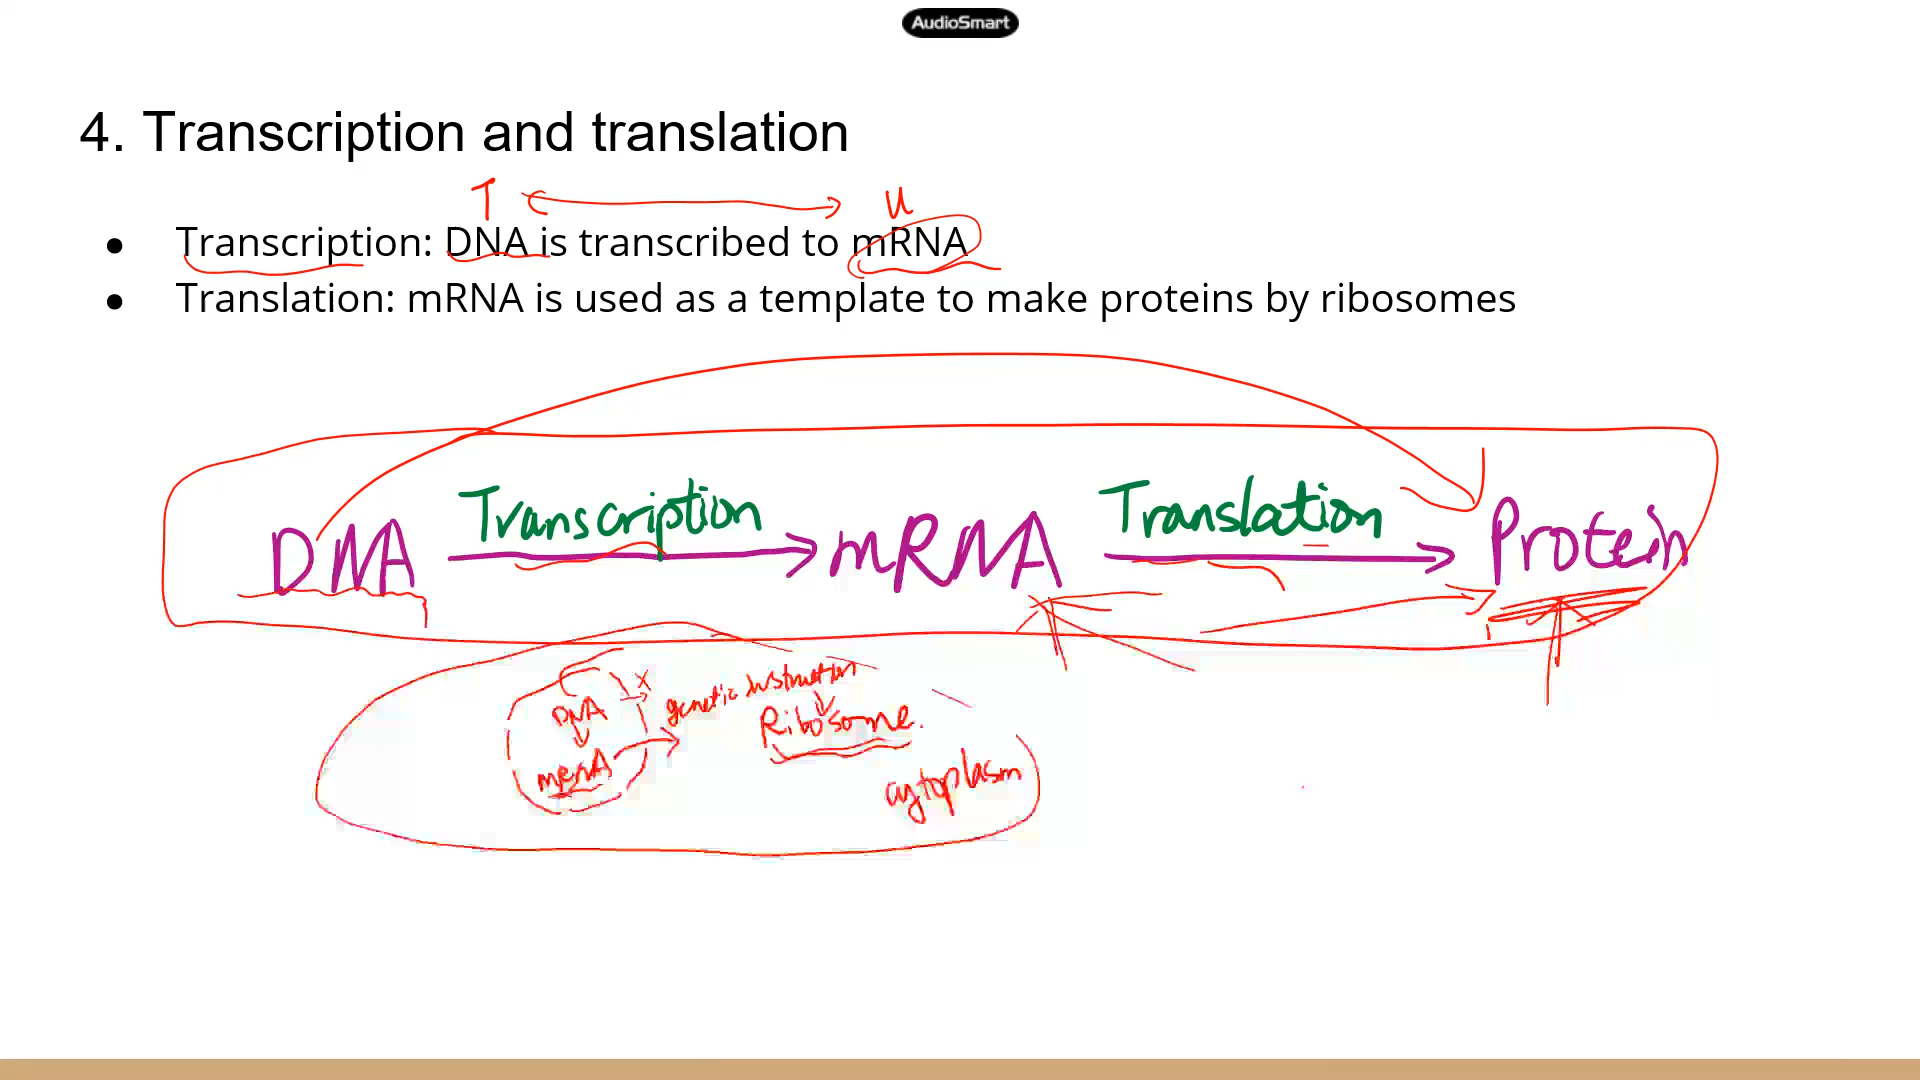 AudioSmart
4. Transcription and translation
T U
● Transcription: DNA is transcribed to mRNA
● Translation: mRNA is used as a template to make proteins by ribosomes
Transcription Translation
DNA mRNA Protein
genetic instruction
x
DNA Ribosome.
mRNA cytoplasm